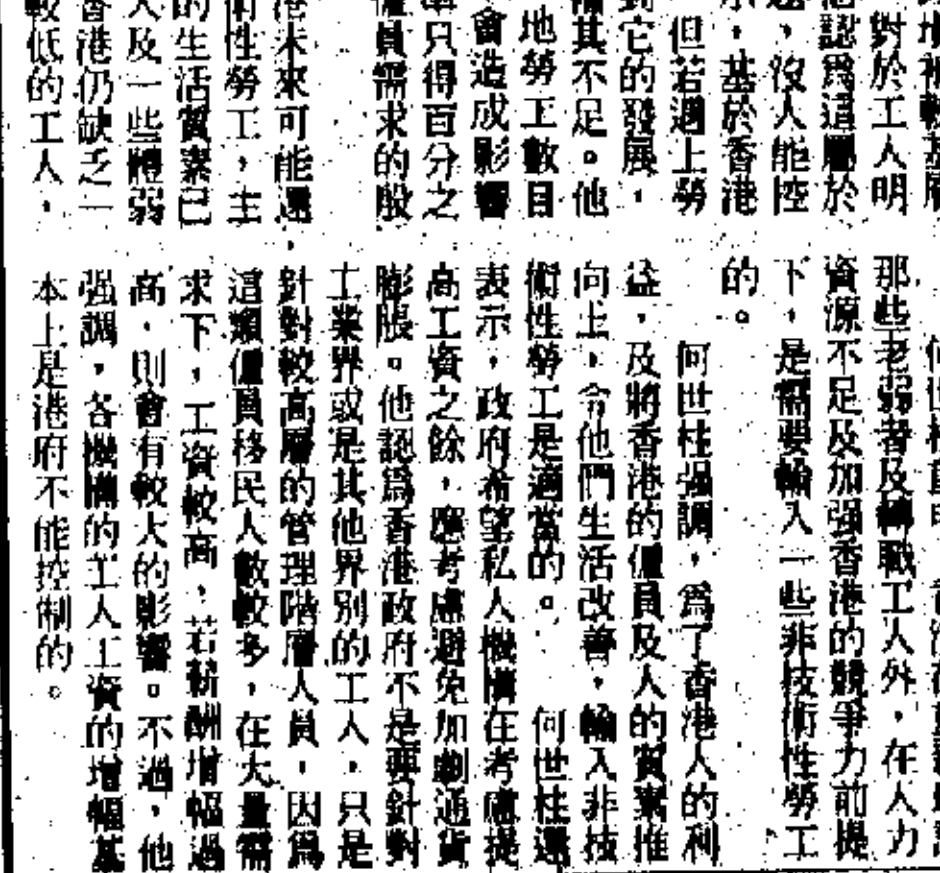 對於工人明
認爲這屬於
遠，沒人能控
，基於香港
但若遇上勞
對它的發展，
其不足。他
地勞工數目
會造成影響
只得百分之
僱員需求的殷
港未來可能還
術性勞工，主
的生活質素已
人及一些體弱
香港仍缺乏一
較低的工人，
那些老弱者及轉職工人外，在人力
資源不足及加强香港的競爭力前提
下，是需要輸入一些非技術性勞工
的。
何世柱强調，爲了香港人的利
益，及將香港的僱員及人的質素推
向上，令他們生活改善，輸入非技
術性勞工是適當的。何世柱還
表示，政府希望私人機構在考慮提
高工資之餘，應考慮避免加劇通貨
膨脹。他認爲香港政府不是要針對
工業界或是其他界別的工人，只是
針對較高層的管理階層人員，因爲
這類僱員移民人數較多，在大量需
求下，工資較高，若薪酬增幅過
高，則會有較大的影響。不過，他
强調，各機構的工人工資的增幅基
本上是港府不能控制的。